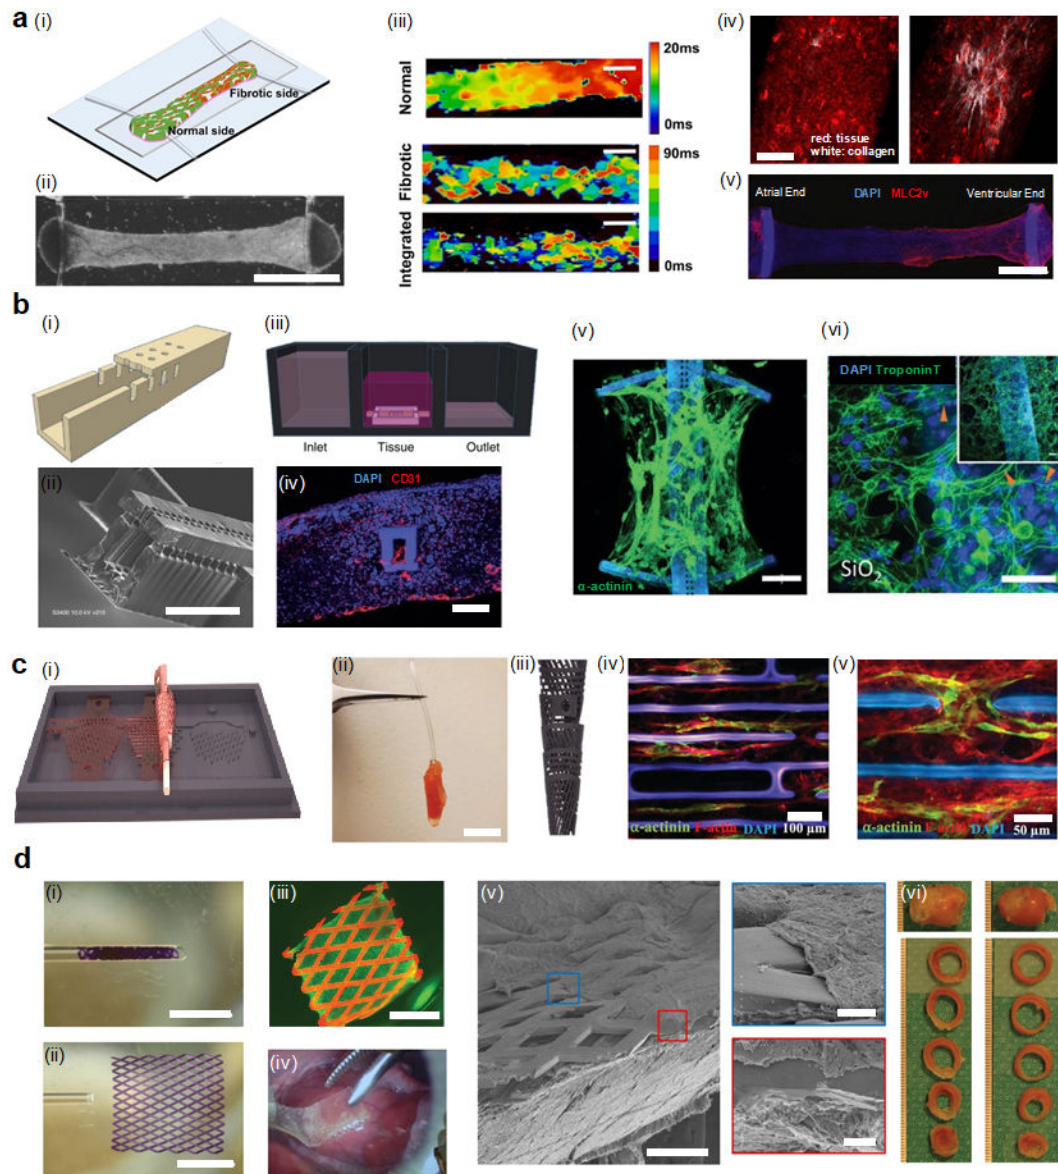 a
(i)
Fibrotic side
Normal side
(ii)
(iii)
Normal
20ms
0ms
Fibrotic
90ms
Integrated
0ms
(iv)
red: tissue
white: collagen
(v)
Atrial End
DAPI MLC2v
Ventricular End
b
(i)
(ii)
(iii)
Inlet
Tissue
Outlet
(iv)
DAPI CD31
(v)
α-actinin
(vi)
DAPI TroponinT
SiO2
c
(i)
(ii)
(iii)
(iv)
α-actinin F-actin DAPI 100 µm
(v)
α-actinin F-actin DAPI 50 µm
d
(i)
(ii)
(iii)
(iv)
(v)
(vi)